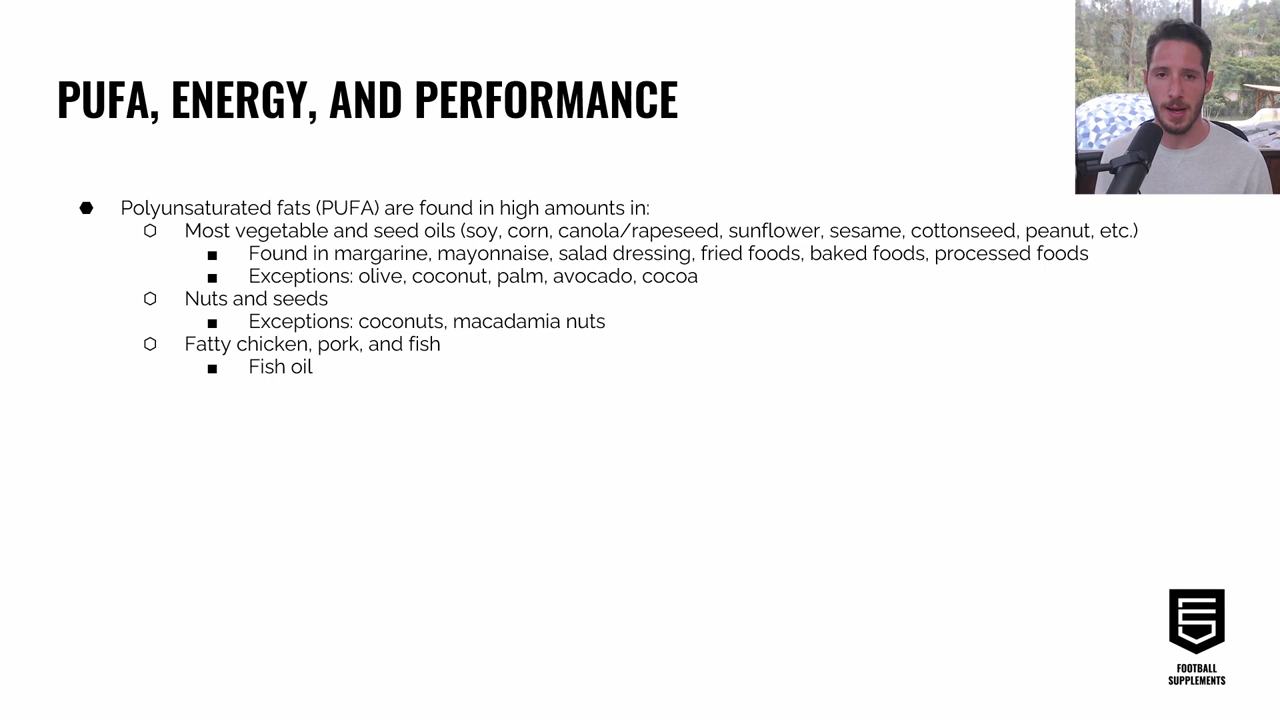 PUFA, ENERGY, AND PERFORMANCE
Polyunsaturated fats (PUFA) are found in high amounts in:
Most vegetable and seed oils (soy, corn, canola/rapeseed, sunflower, sesame, cottonseed, peanut, etc.)
Found in margarine, mayonnaise, salad dressing, fried foods, baked foods, processed foods
Exceptions: olive, coconut, palm, avocado, cocoa
Nuts and seeds
Exceptions: coconuts, macadamia nuts
Fatty chicken, pork, and fish
Fish oil
FOOTBALL
SUPPLEMENTS